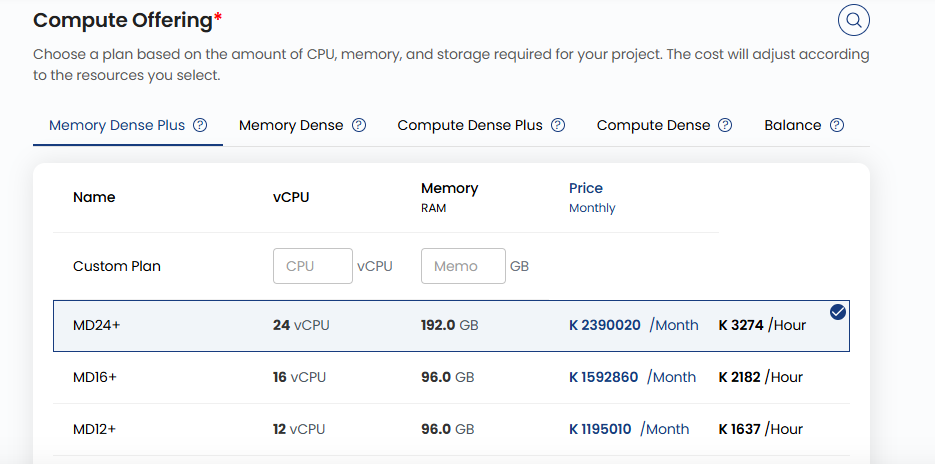 Compute Offering*
Choose a plan based on the amount of CPU, memory, and storage required for your project. The cost will adjust according
to the resources you select.
Memory Dense Plus ? Memory Dense ? Compute Dense Plus ? Compute Dense ? Balance ?
Name vCPU Memory Price
RAM Monthly
Custom Plan CPU vCPU Memo GB
MD24+ 24 vCPU 192.0 GB K 2390020 /Month K 3274 /Hour
MD16+ 16 vCPU 96.0 GB K 1592860 /Month K 2182 /Hour
MD12+ 12 vCPU 96.0 GB K 1195010 /Month K 1637 /Hour